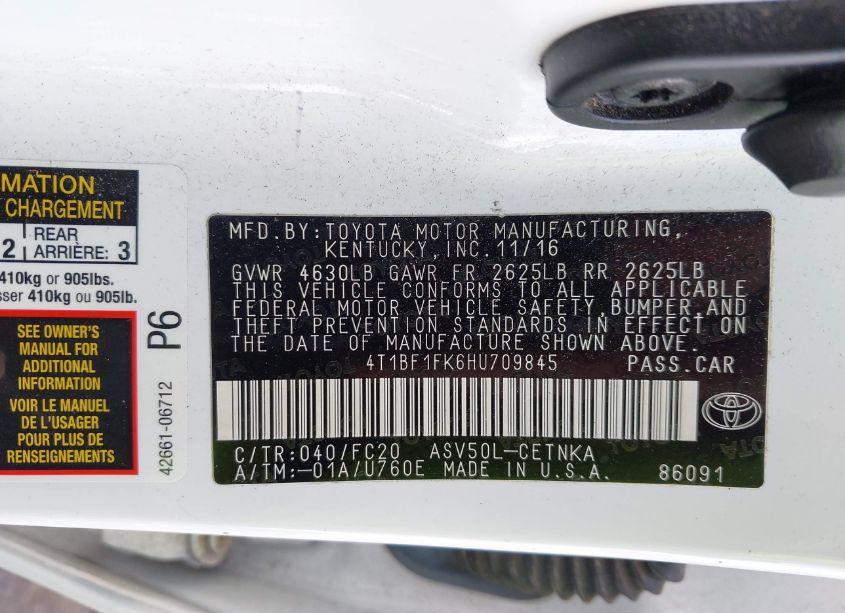 MATION
CHARGEMENT
2 REAR ARRIÈRE: 3
410kg or 905lbs.
sser 410kg ou 905lb.
SEE OWNER'S
MANUAL FOR
ADDITIONAL
INFORMATION
VOIR LE MANUEL
DE L'USAGER
POUR PLUS DE
RENSEIGNEMENTS
P6
42661-06712
MFD.BY:TOYOTA MOTOR MANUFACTURING,
KENTUCKY,INC.11/16
GVWR 4630LB GAWR FR 2625LB RR 2625LB
THIS VEHICLE CONFORMS TO ALL APPLICABLE
FEDERAL MOTOR VEHICLE SAFETY,BUMPER,AND
THEFT PREVENTION STANDARDS IN EFFECT ON
THE DATE OF MANUFACTURE SHOWN ABOVE.
4T1BF1FK6HU709845 PASS.CAR
C/TR:040/FC20 ASV50L-CETNKA
A/TM:-01A/U760E MADE IN U.S.A. 86091